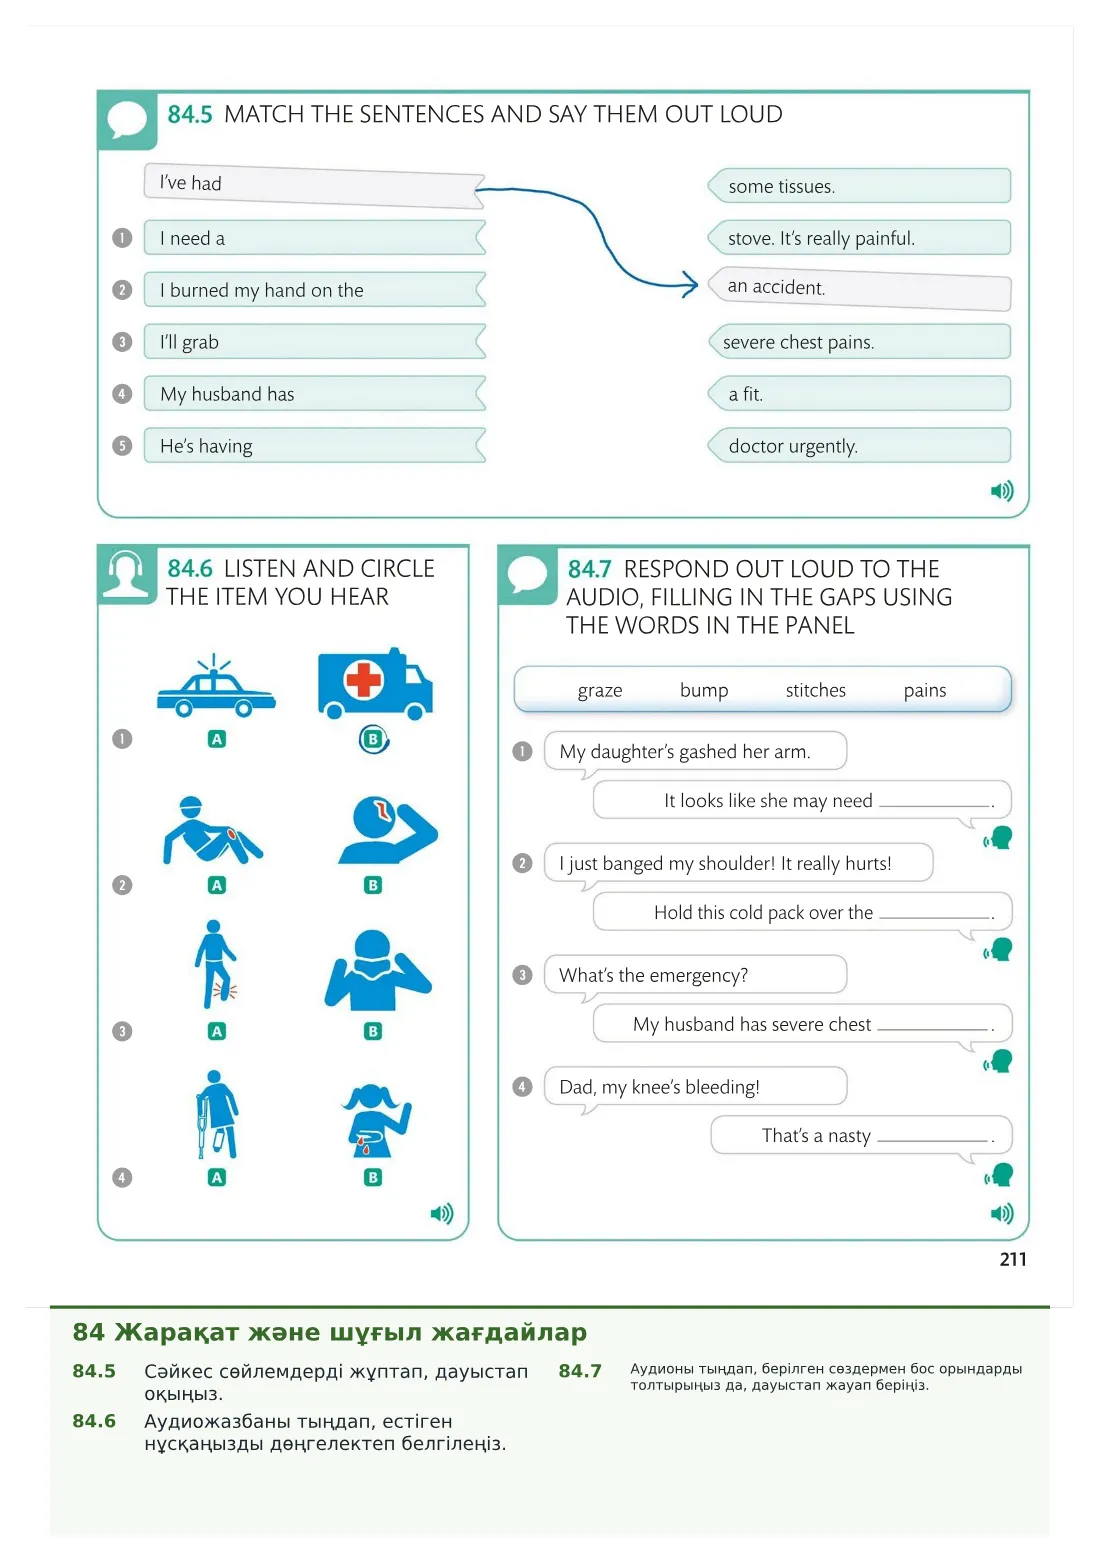 84.5 MATCH THE SENTENCES AND SAY THEM OUT LOUD
I've had
some tissues.
1 I need a
stove. It's really painful.
2 I burned my hand on the
an accident.
3 I'll grab
severe chest pains.
4 My husband has
a fit.
5 He's having
doctor urgently.
84.6 LISTEN AND CIRCLE
THE ITEM YOU HEAR
1 A B
2 A B
3 A B
4 A B
84.7 RESPOND OUT LOUD TO THE
AUDIO, FILLING IN THE GAPS USING
THE WORDS IN THE PANEL
graze bump stitches pains
1 My daughter's gashed her arm.
It looks like she may need ____________.
2 I just banged my shoulder! It really hurts!
Hold this cold pack over the ____________.
3 What's the emergency?
My husband has severe chest ____________.
4 Dad, my knee's bleeding!
That's a nasty ____________.
211
84 Жарақат және шұғыл жағдайлар
84.5 Сәйкес сөйлемдерді жұптап, дауыстап
оқыңыз.
84.6 Аудиожазбаны тыңдап, естіген
нұсқаңызды дөңгелектеп белгілеңіз.
84.7 Аудионы тыңдап, берілген сөздермен бос орындарды
толтырыңыз да, дауыстап жауап беріңіз.